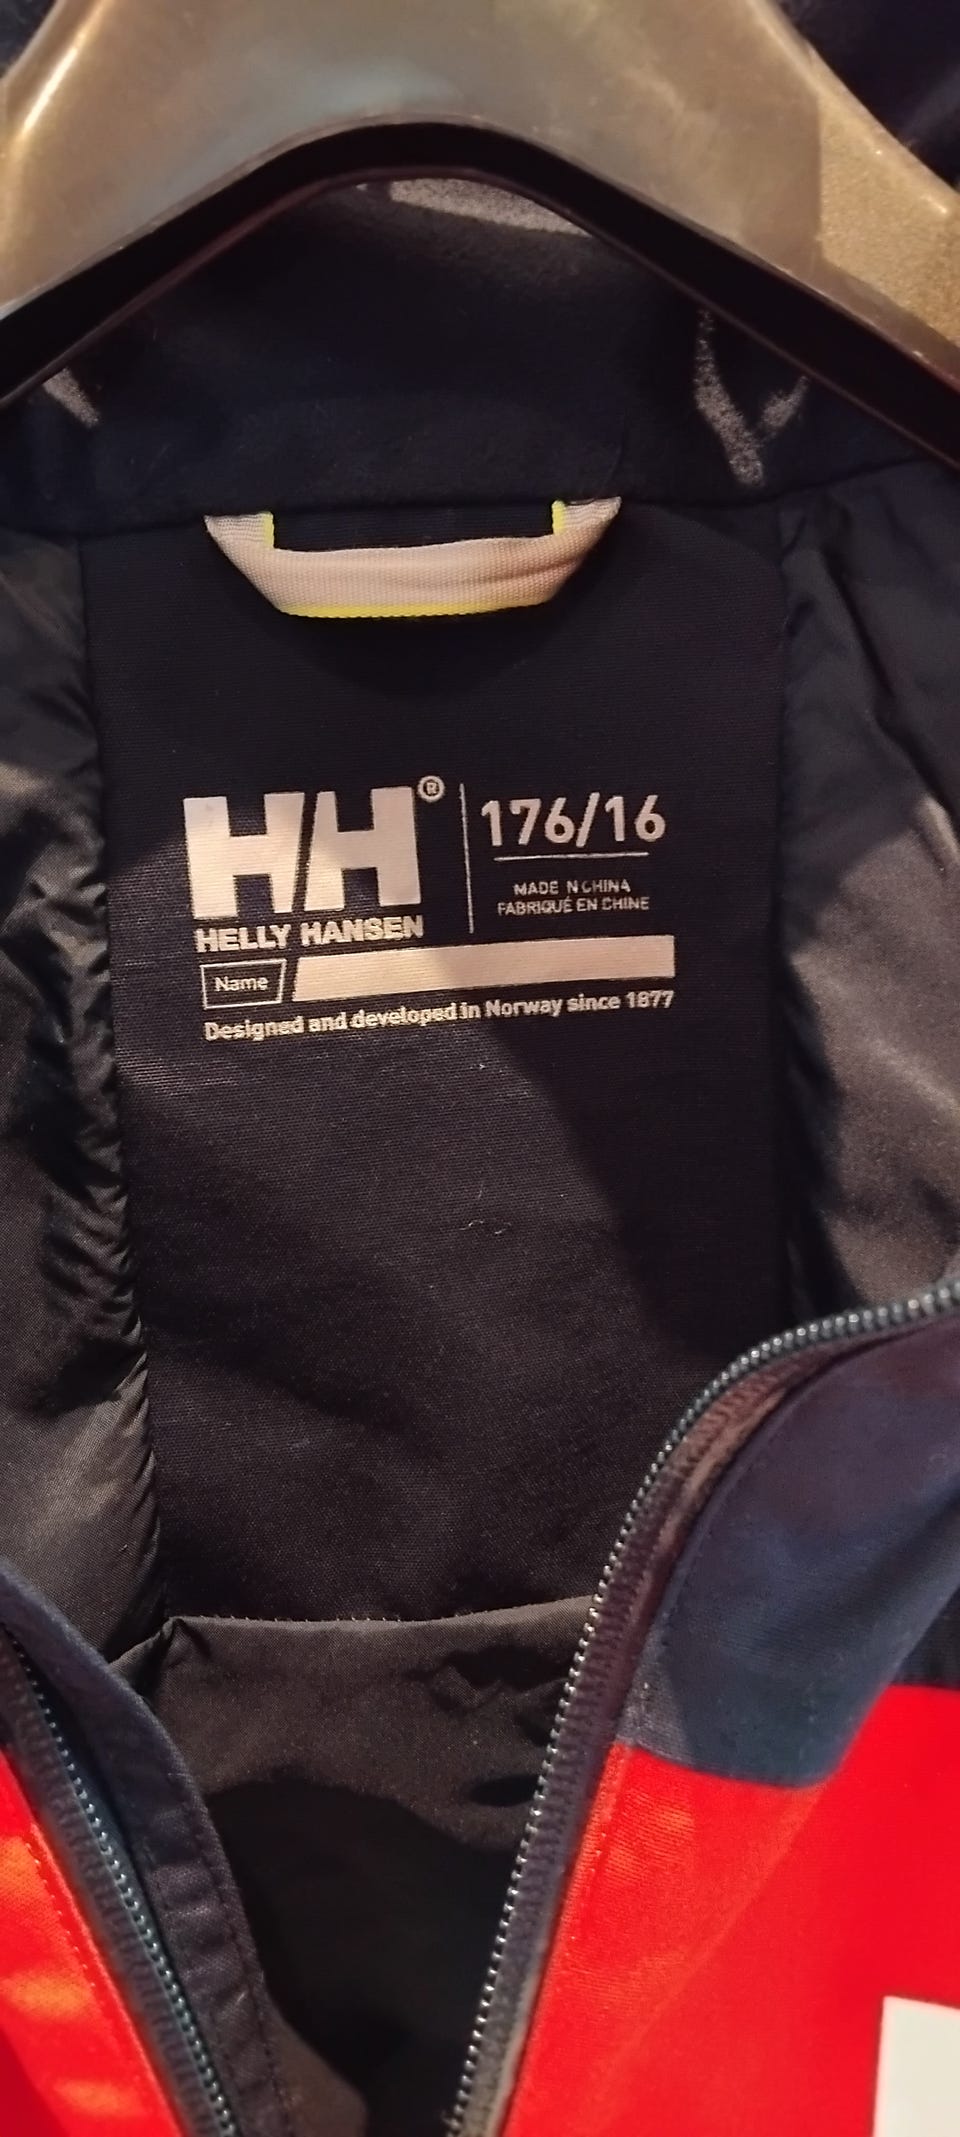 HH®
176/16
MADE N CHINA
FABRIQUÉ EN CHINE
HELLY HANSEN
Name
Designed and developed in Norway since 1877